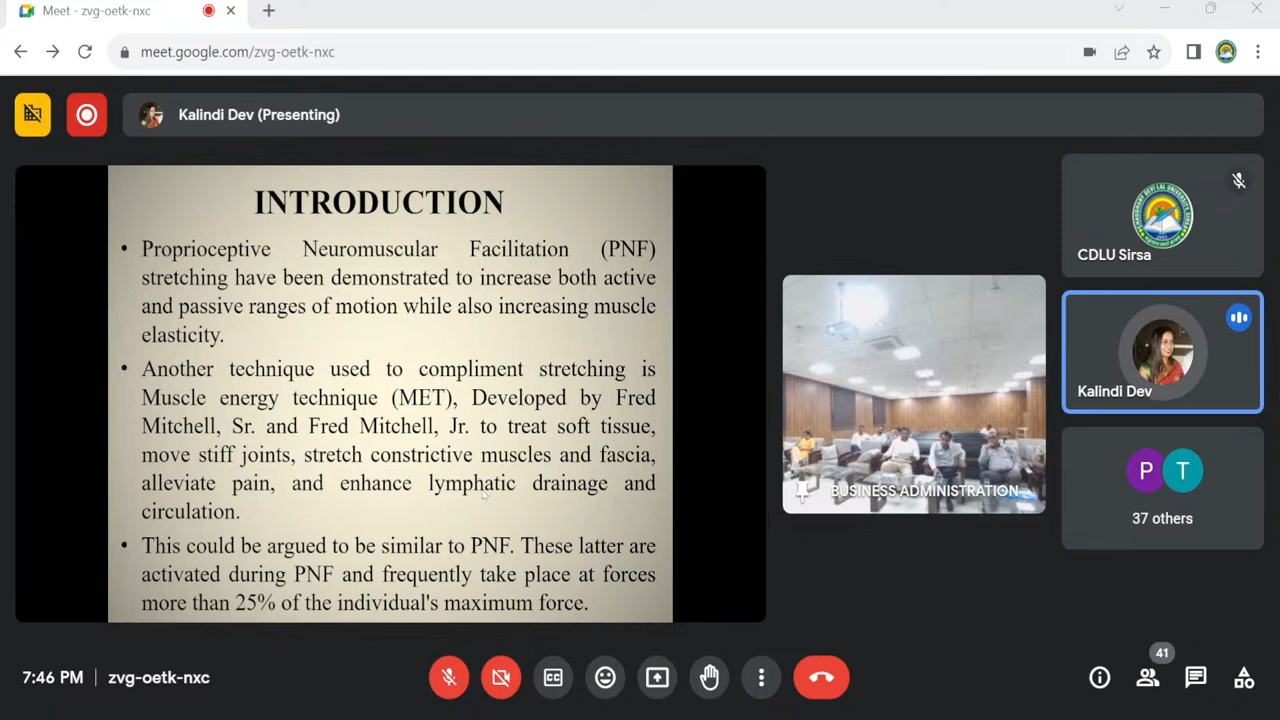 Meet - zvg-oetk-nxc
meet.google.com/zvg-oetk-nxc
Kalindi Dev (Presenting)
INTRODUCTION
• Proprioceptive Neuromuscular Facilitation (PNF)
stretching have been demonstrated to increase both active
and passive ranges of motion while also increasing muscle
elasticity.
• Another technique used to compliment stretching is
Muscle energy technique (MET), Developed by Fred
Mitchell, Sr. and Fred Mitchell, Jr. to treat soft tissue,
move stiff joints, stretch constrictive muscles and fascia,
alleviate pain, and enhance lymphatic drainage and
circulation.
• This could be argued to be similar to PNF. These latter are
activated during PNF and frequently take place at forces
more than 25% of the individual's maximum force.
BUSINESS ADMINISTRATION
CDLU Sirsa
Kalindi Dev
P T
37 others
7:46 PM | zvg-oetk-nxc
CC
41